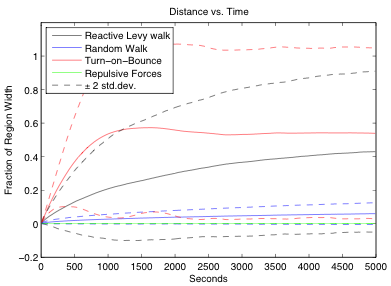 Distance vs. Time
Fraction of Region Width
1
0.8
0.6
0.4
0.2
0
−0.2
Reactive Levy walk
Random Walk
Turn−on−Bounce
Repulsive Forces
± 2 std.dev.
0 500 1000 1500 2000 2500 3000 3500 4000 4500 5000
Seconds